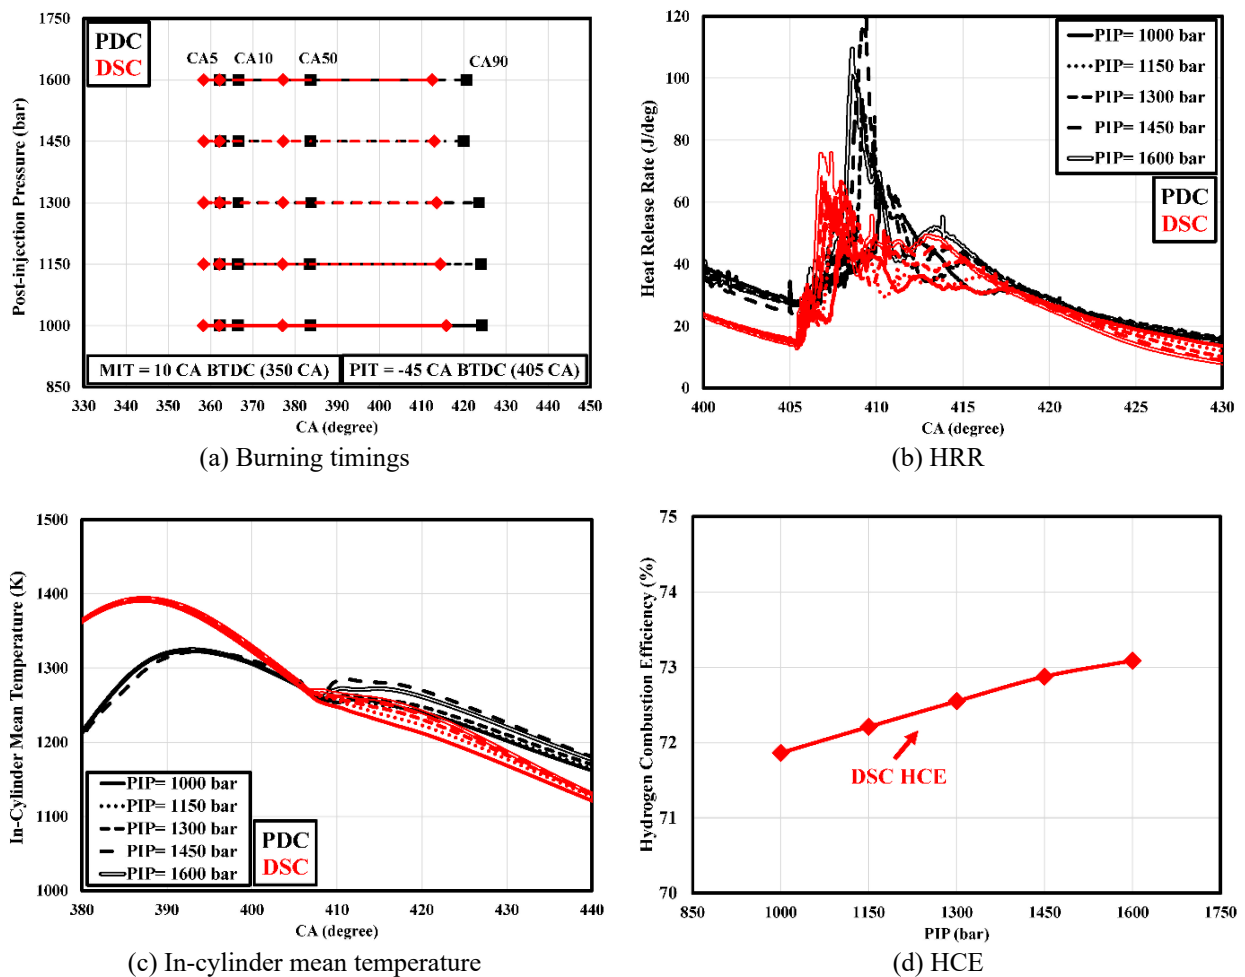 1750
1600
1450
1300
1150
1000
850
Post-injection Pressure (bar)
PDC
DSC
CA5
CA10
CA50
CA90
MIT = 10 CA BTDC (350 CA)
PIT = -45 CA BTDC (405 CA)
330 340 350 360 370 380 390 400 410 420 430 440 450
CA (degree)
(a) Burning timings
120
100
80
60
40
20
0
Heat Release Rate (J/deg)
PIP= 1000 bar
PIP= 1150 bar
PIP= 1300 bar
PIP= 1450 bar
PIP= 1600 bar
PDC
DSC
400 405 410 415 420 425 430
CA (degree)
(b) HRR
1500
1400
1300
1200
1100
1000
In-Cylinder Mean Temperature (K)
PIP= 1000 bar
PIP= 1150 bar
PIP= 1300 bar
PIP= 1450 bar
PIP= 1600 bar
PDC
DSC
380 390 400 410 420 430 440
CA (degree)
(c) In-cylinder mean temperature
75
74
73
72
71
70
Hydrogen Combustion Efficiency (%)
DSC HCE
850 1000 1150 1300 1450 1600 1750
PIP (bar)
(d) HCE